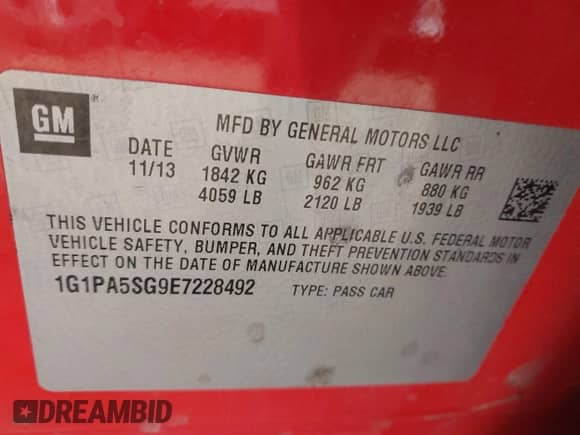 GM
MFD BY GENERAL MOTORS LLC
DATE GVWR GAWR FRT GAWR RR
11/13 1842 KG 962 KG 880 KG
4059 LB 2120 LB 1939 LB
THIS VEHICLE CONFORMS TO ALL APPLICABLE U.S. FEDERAL MOTOR
VEHICLE SAFETY, BUMPER, AND THEFT PREVENTION STANDARDS IN
EFFECT ON THE DATE OF MANUFACTURE SHOWN ABOVE.
1G1PA5SG9E7228492 TYPE: PASS CAR
DREAMBID